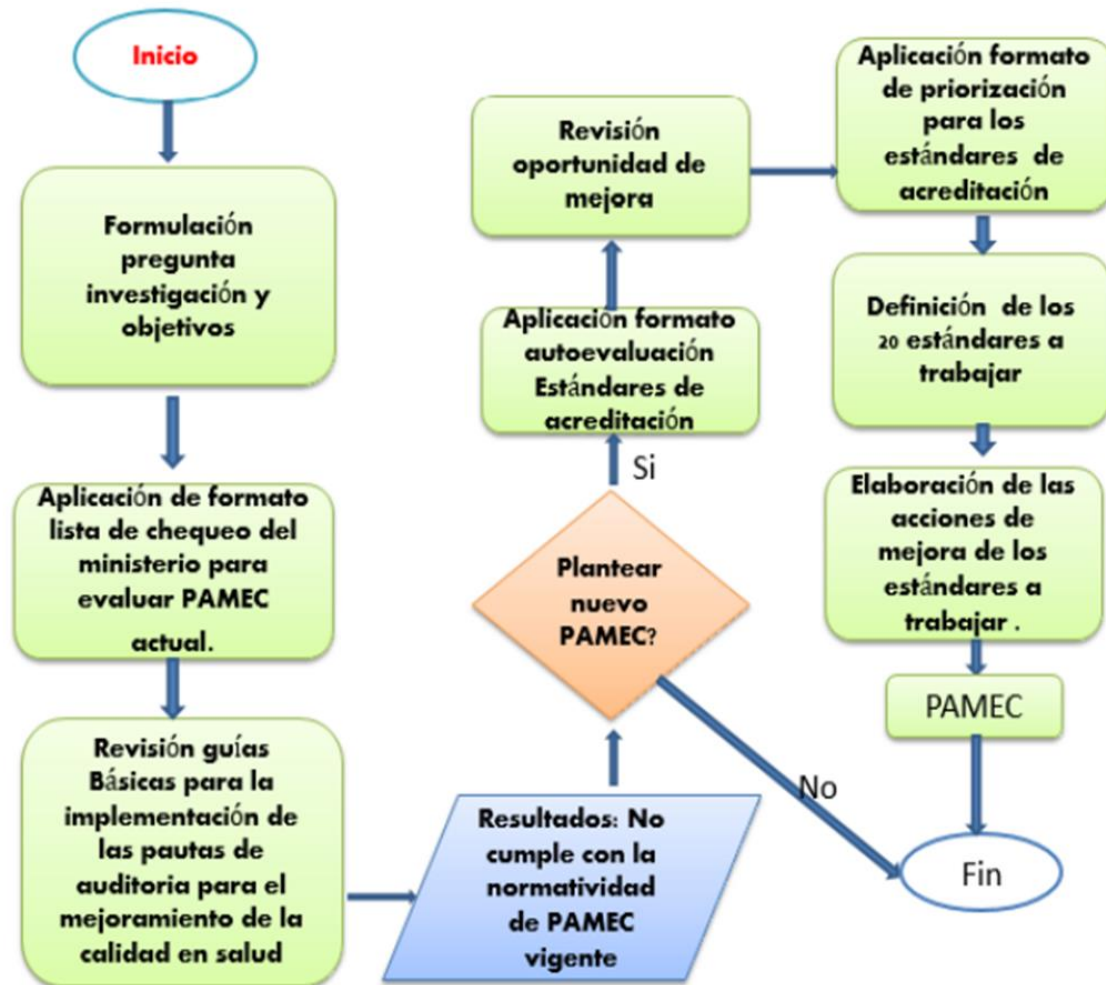 Inicio
Formulación
pregunta
investigación y
objetivos
Aplicación de formato
lista de chequeo del
ministerio para
evaluar PAMEC
actual.
Revisión guías
Básicas para la
implementación de
las pautas de
auditoria para el
mejoramiento de la
calidad en salud
Resultados: No
cumple con la
normatividad
de PAMEC
vigente
Plantear
nuevo
PAMEC?
Si
No
Aplicación formato
autoevaluación
Estándares de
acreditación
Revisión
oportunidad de
mejora
Aplicación formato
de priorización
para los
estándares de
acreditación
Definición de los
20 estándares a
trabajar
Elaboración de las
acciones de
mejora de los
estándares a
trabajar .
PAMEC
Fin